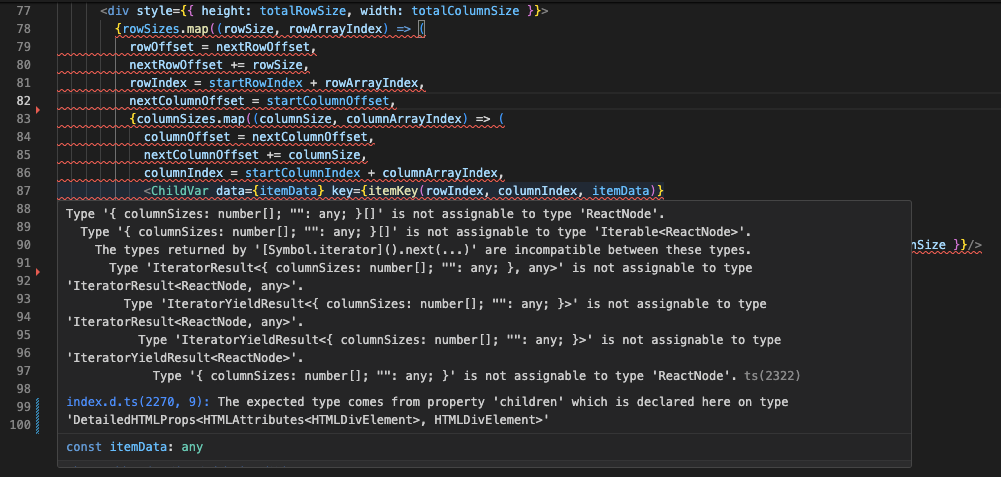 77 <div style={{ height: totalRowSize, width: totalColumnSize }}>
78 {rowSizes.map((rowSize, rowArrayIndex) => (
79 rowOffset = nextRowOffset,
80 nextRowOffset += rowSize,
81 rowIndex = startRowIndex + rowArrayIndex,
82 nextColumnOffset = startColumnOffset,
83 {columnSizes.map((columnSize, columnArrayIndex) => (
84 columnOffset = nextColumnOffset,
85 nextColumnOffset += columnSize,
86 columnIndex = startColumnIndex + columnArrayIndex,
87 <ChildVar data={itemData} key={itemKey(rowIndex, columnIndex, itemData)}
88
89
90 nSize }}/>
91
92
93
94
95
96
97
98
99
100
Type '{ columnSizes: number[]; "": any; }[]' is not assignable to type 'ReactNode'.
Type '{ columnSizes: number[]; "": any; }[]' is not assignable to type 'Iterable<ReactNode>'.
The types returned by '[Symbol.iterator]().next(...)' are incompatible between these types.
Type 'IteratorResult<{ columnSizes: number[]; "": any; }, any>' is not assignable to type
'IteratorResult<ReactNode, any>'.
Type 'IteratorYieldResult<{ columnSizes: number[]; "": any; }>' is not assignable to type
'IteratorResult<ReactNode, any>'.
Type 'IteratorYieldResult<{ columnSizes: number[]; "": any; }>' is not assignable to type
'IteratorYieldResult<ReactNode>'.
Type '{ columnSizes: number[]; "": any; }' is not assignable to type 'ReactNode'. ts(2322)
index.d.ts(2270, 9): The expected type comes from property 'children' which is declared here on type
'DetailedHTMLProps<HTMLAttributes<HTMLDivElement>, HTMLDivElement>'
const itemData: any